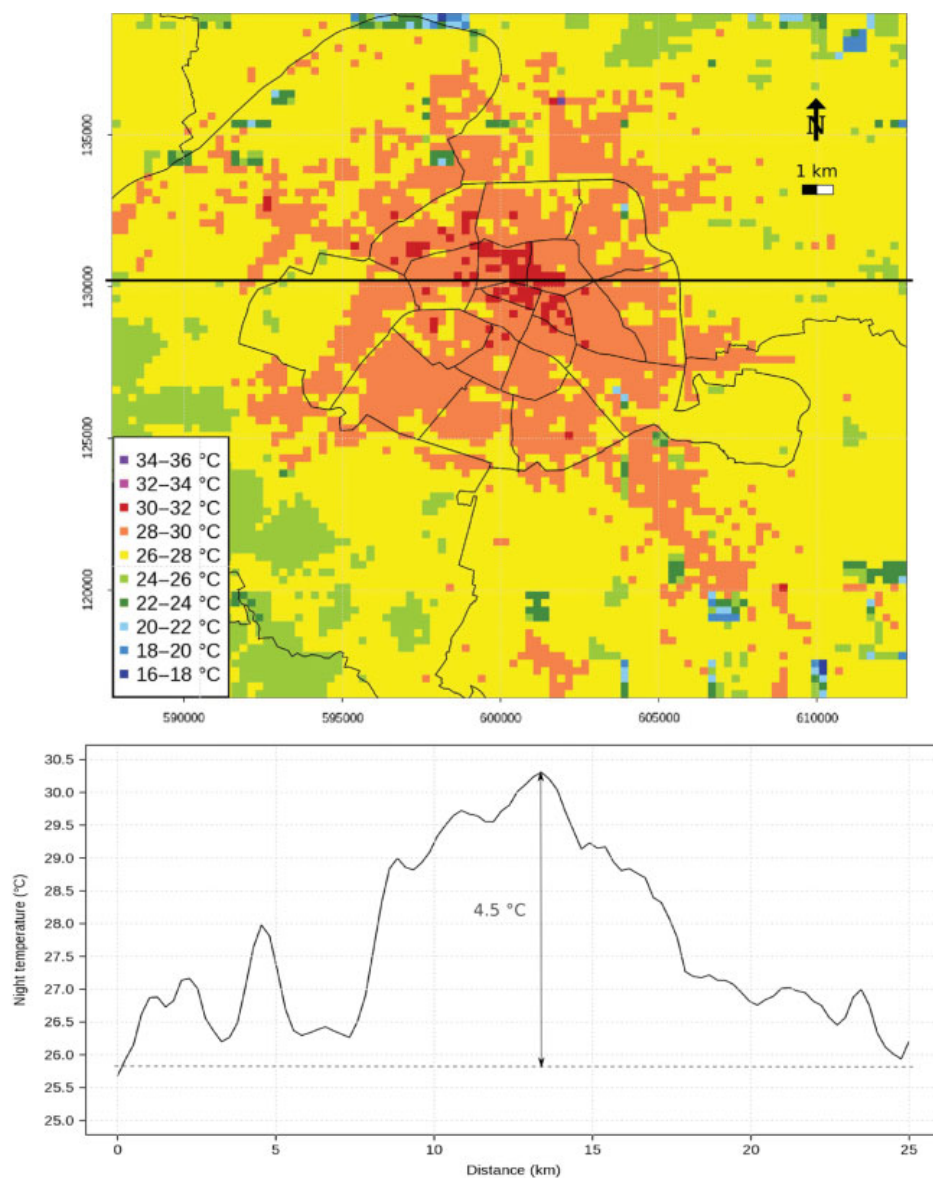 N
1 km
135000
130000
125000
120000
34–36 °C
32–34 °C
30–32 °C
28–30 °C
26–28 °C
24–26 °C
22–24 °C
20–22 °C
18–20 °C
16–18 °C
590000 595000 600000 605000 610000
30.5
30.0
29.5
29.0
28.5
28.0
27.5
27.0
26.5
26.0
25.5
25.0
Night temperature (°C)
4.5 °C
0 5 10 15 20 25
Distance (km)